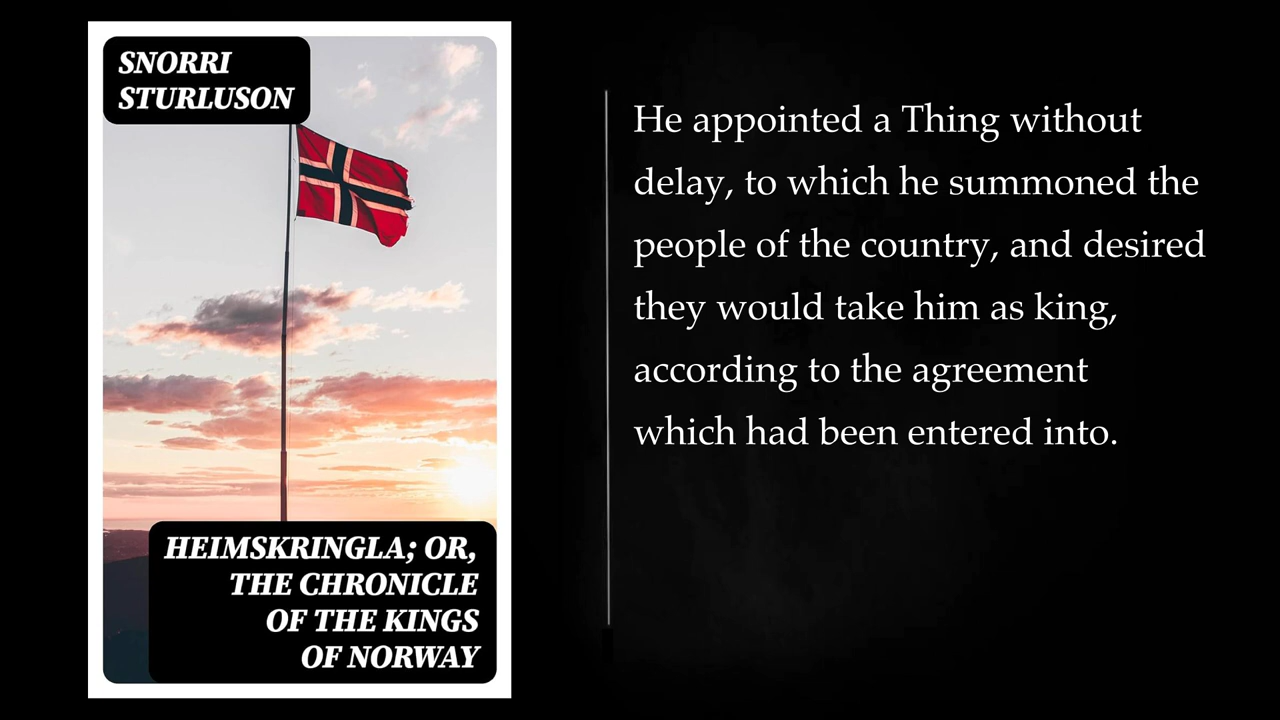 SNORRI
STURLUSON
HEIMSKRINGLA; OR,
THE CHRONICLE
OF THE KINGS
OF NORWAY
He appointed a Thing without
delay, to which he summoned the
people of the country, and desired
they would take him as king,
according to the agreement
which had been entered into.